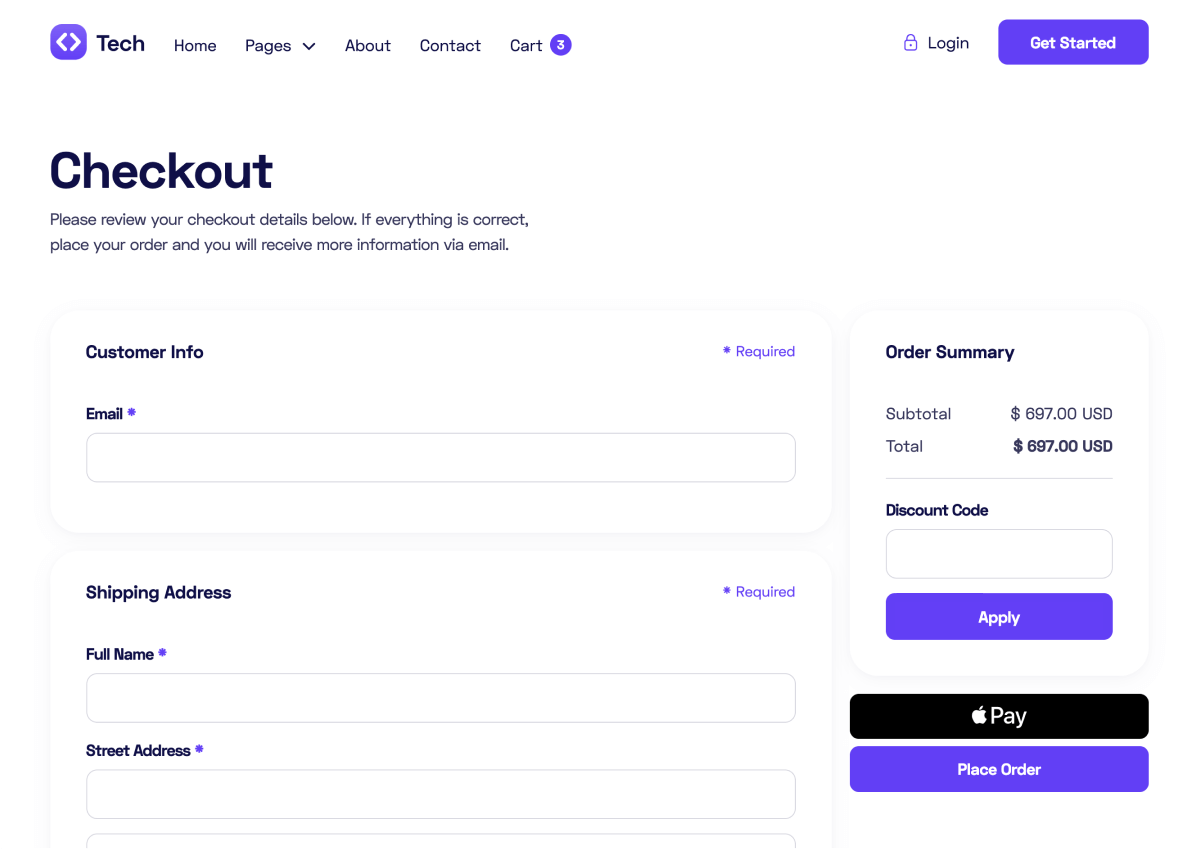 Tech
Home
Pages
About
Contact
Cart 3
Login
Get Started
Checkout
Please review your checkout details below. If everything is correct,
place your order and you will receive more information via email.
Customer Info
* Required
Email *
Shipping Address
* Required
Full Name *
Street Address *
Order Summary
Subtotal $ 697.00 USD
Total $ 697.00 USD
Discount Code
Apply
Pay
Place Order